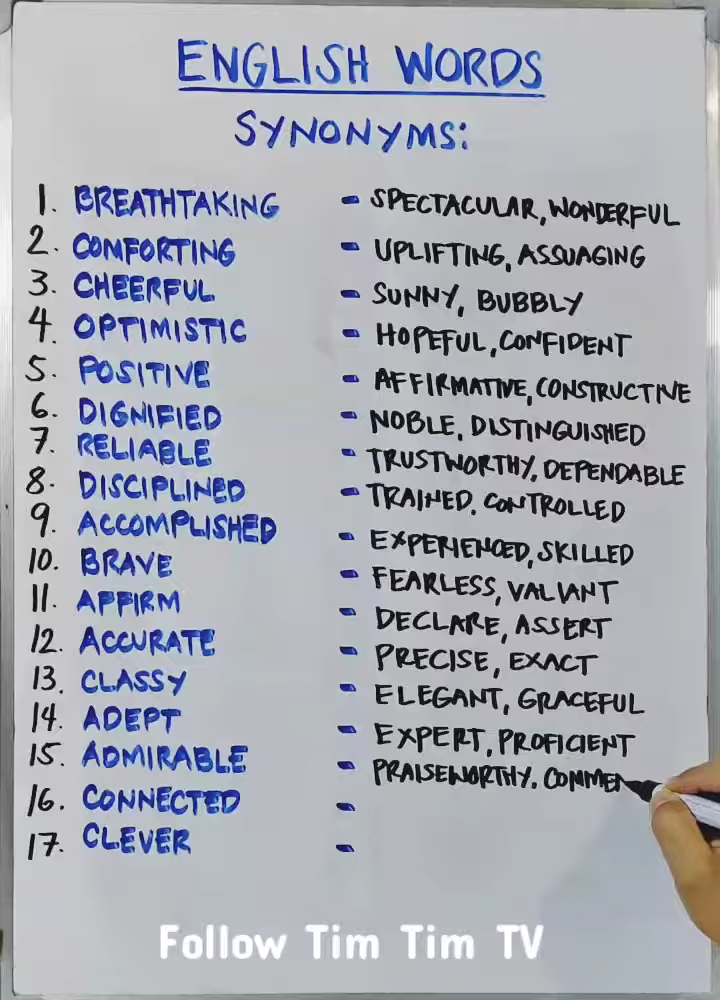 ENGLISH WORDS
SYNONYMS:
1. BREATHTAKING - SPECTACULAR, WONDERFUL
2. COMFORTING - UPLIFTING, ASSUAGING
3. CHEERFUL - SUNNY, BUBBLY
4. OPTIMISTIC - HOPEFUL, CONFIDENT
5. POSITIVE - AFFIRMATIVE, CONSTRUCTIVE
6. DIGNIFIED - NOBLE, DISTINGUISHED
7. RELIABLE - TRUSTWORTHY, DEPENDABLE
8. DISCIPLINED - TRAINED, CONTROLLED
9. ACCOMPLISHED - EXPERIENCED, SKILLED
10. BRAVE - FEARLESS, VALIANT
11. AFFIRM - DECLARE, ASSERT
12. ACCURATE - PRECISE, EXACT
13. CLASSY - ELEGANT, GRACEFUL
14. ADEPT - EXPERT, PROFICIENT
15. ADMIRABLE - PRAISEWORTHY, COMMEN
16. CONNECTED -
17. CLEVER -
Follow Tim Tim TV